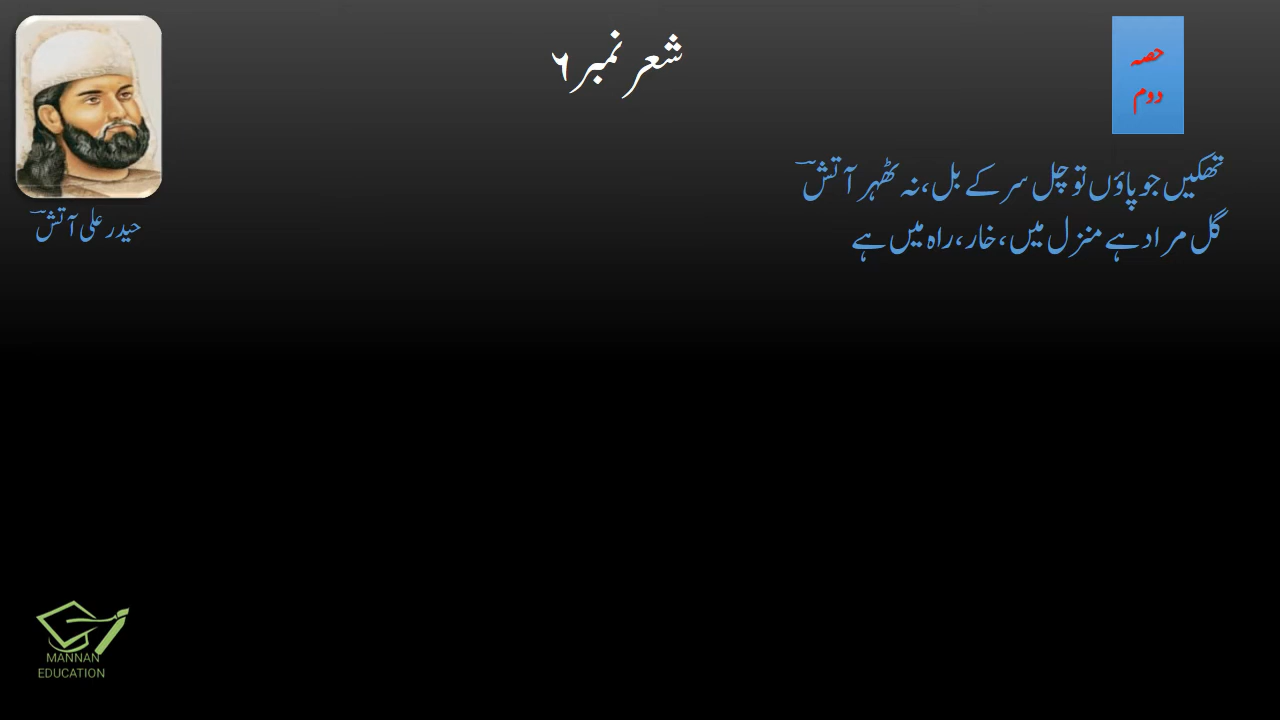 شعر نمبر ۶
حصہ
دوم
تھکیں جو پاؤں تو چل سر کے بل، نہ ٹھہر آتشؔ
گل مراد ہے منزل میں، خار، راہ میں ہے
حیدر علی آتشؔ
MANNAN
EDUCATION